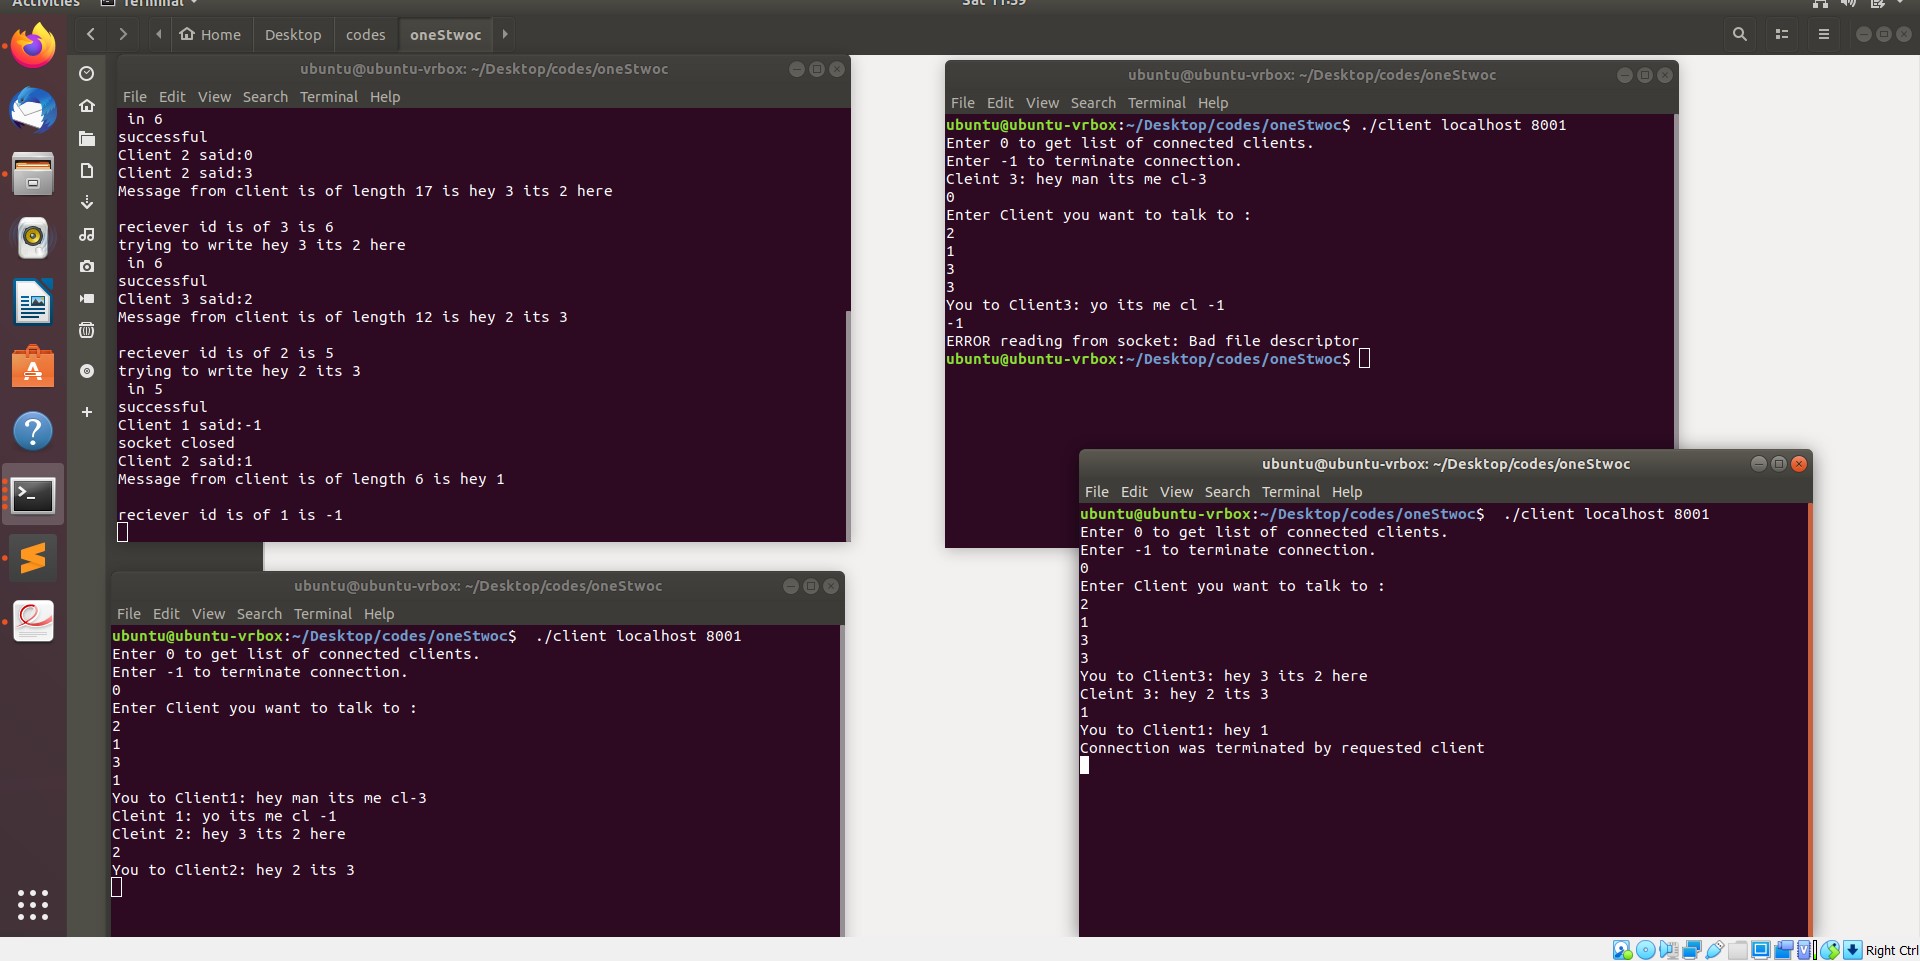 Activities
Terminal
Sat 11:39
Home
Desktop
codes
oneStwoc
ubuntu@ubuntu-vrbox: ~/Desktop/codes/oneStwoc
File Edit View Search Terminal Help
 in 6
successful
Client 2 said:0
Client 2 said:3
Message from client is of length 17 is hey 3 its 2 here
reciever id is of 3 is 6
trying to write hey 3 its 2 here
 in 6
successful
Client 3 said:2
Message from client is of length 12 is hey 2 its 3
reciever id is of 2 is 5
trying to write hey 2 its 3
 in 5
successful
Client 1 said:-1
socket closed
Client 2 said:1
Message from client is of length 6 is hey 1
reciever id is of 1 is -1
ubuntu@ubuntu-vrbox: ~/Desktop/codes/oneStwoc
File Edit View Search Terminal Help
ubuntu@ubuntu-vrbox:~/Desktop/codes/oneStwoc$ ./client localhost 8001
Enter 0 to get list of connected clients.
Enter -1 to terminate connection.
Cleint 3: hey man its me cl-3
0
Enter Client you want to talk to :
2
1
3
3
You to Client3: yo its me cl -1
-1
ERROR reading from socket: Bad file descriptor
ubuntu@ubuntu-vrbox:~/Desktop/codes/oneStwoc$
ubuntu@ubuntu-vrbox: ~/Desktop/codes/oneStwoc
File Edit View Search Terminal Help
ubuntu@ubuntu-vrbox:~/Desktop/codes/oneStwoc$  ./client localhost 8001
Enter 0 to get list of connected clients.
Enter -1 to terminate connection.
0
Enter Client you want to talk to :
2
1
3
1
You to Client1: hey man its me cl-3
Cleint 1: yo its me cl -1
Cleint 2: hey 3 its 2 here
2
You to Client2: hey 2 its 3
ubuntu@ubuntu-vrbox: ~/Desktop/codes/oneStwoc
File Edit View Search Terminal Help
ubuntu@ubuntu-vrbox:~/Desktop/codes/oneStwoc$  ./client localhost 8001
Enter 0 to get list of connected clients.
Enter -1 to terminate connection.
0
Enter Client you want to talk to :
2
1
3
3
You to Client3: hey 3 its 2 here
Cleint 3: hey 2 its 3
1
You to Client1: hey 1
Connection was terminated by requested client
Right Ctrl